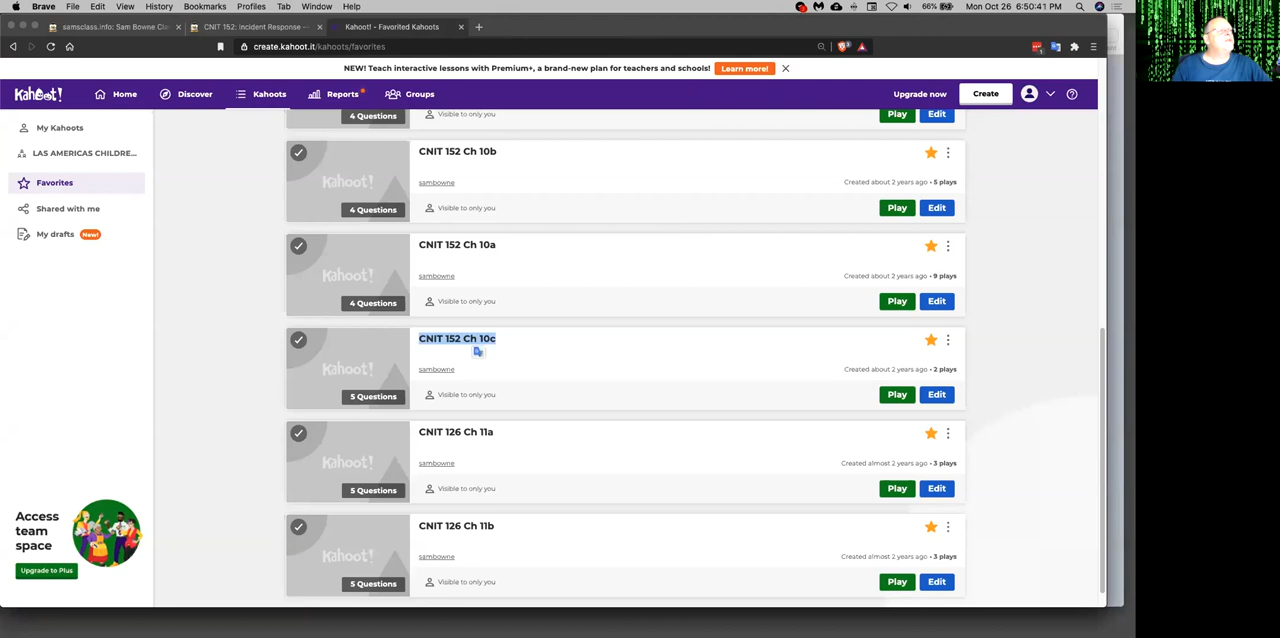 Brave File Edit View History Bookmarks Profiles Tab Window Help
66% Mon Oct 26 6:50:41 PM
samsclass.info: Sam Bowne Cla
CNIT 152: Incident Response –
Kahoot! - Favorited Kahoots
create.kahoot.it/kahoots/favorites
NEW! Teach interactive lessons with Premium+, a brand-new plan for teachers and schools! Learn more!
Kahoot! Home Discover Kahoots Reports Groups Upgrade now Create
My Kahoots
LAS AMERICAS CHILDRE...
Favorites
Shared with me
My drafts New!
4 Questions Visible to only you Play Edit
CNIT 152 Ch 10b
sambowne Created about 2 years ago • 5 plays
Kahoot!
4 Questions Visible to only you Play Edit
CNIT 152 Ch 10a
sambowne Created about 2 years ago • 9 plays
Kahoot!
4 Questions Visible to only you Play Edit
CNIT 152 Ch 10c
sambowne Created about 2 years ago • 2 plays
Kahoot!
5 Questions Visible to only you Play Edit
CNIT 126 Ch 11a
sambowne Created almost 2 years ago • 3 plays
Kahoot!
5 Questions Visible to only you Play Edit
CNIT 126 Ch 11b
sambowne Created almost 2 years ago • 3 plays
Kahoot!
5 Questions Visible to only you Play Edit
Access
team
space
Upgrade to Plus